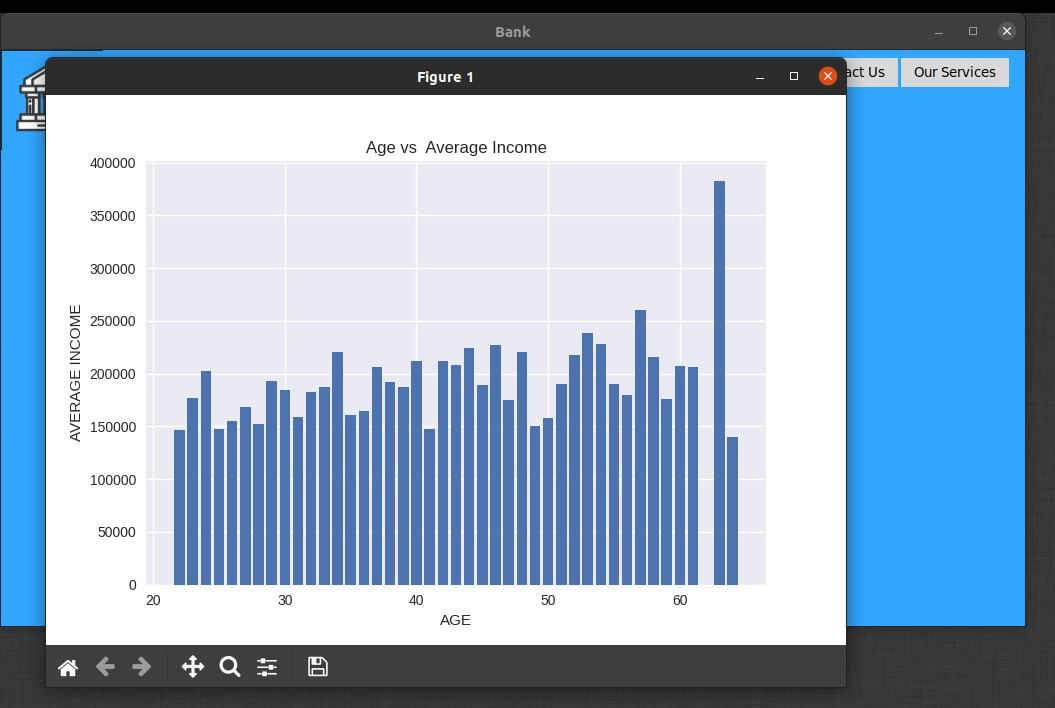 Bank
Figure 1
act Us
Our Services
Age vs  Average Income
400000
350000
300000
250000
200000
150000
100000
50000
0
AVERAGE INCOME
20
30
40
50
60
AGE